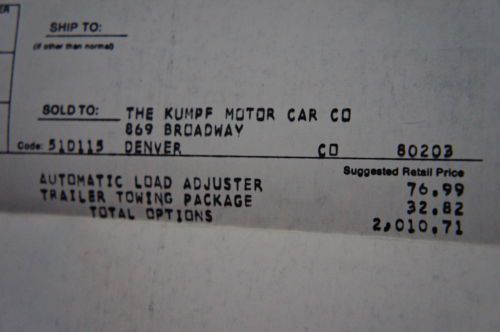 SHIP TO:
(if other than normal)
SOLD TO: THE KUMPF MOTOR CAR CO
869 BROADWAY
Code: 51D115 DENVER CO 80203
Suggested Retail Price
AUTOMATIC LOAD ADJUSTER 76.99
TRAILER TOWING PACKAGE 32.82
TOTAL OPTIONS 2,010.71